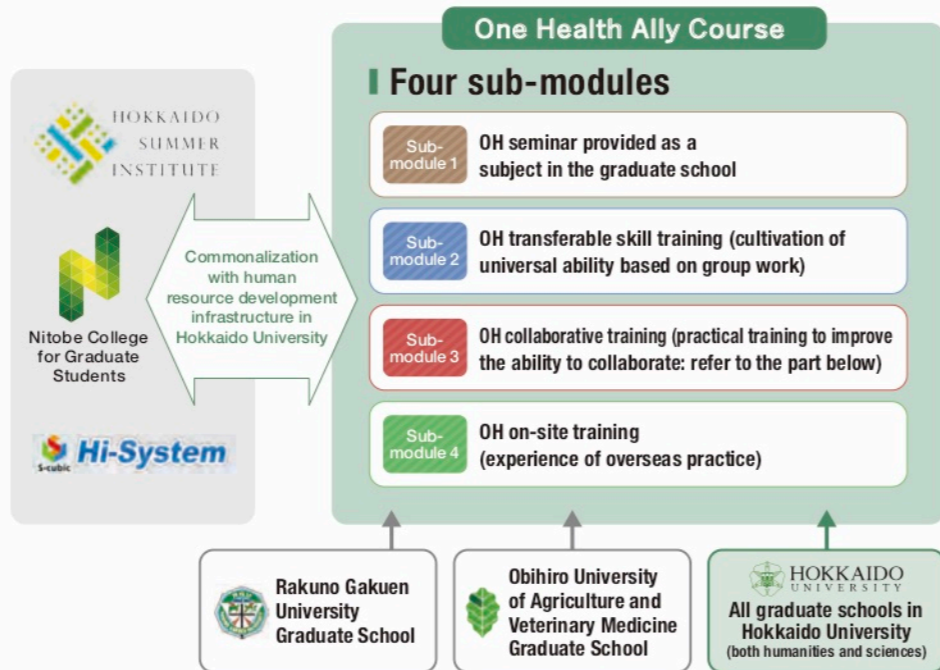 One Health Ally Course
Four sub-modules
HOKKAIDO
SUMMER
INSTITUTE
Nitobe College
for Graduate
Students
S-cubic Hi-System
Commonalization
with human
resource development
infrastructure in
Hokkaido University
Sub-
module 1
OH seminar provided as a
subject in the graduate school
Sub-
module 2
OH transferable skill training (cultivation of
universal ability based on group work)
Sub-
module 3
OH collaborative training (practical training to improve
the ability to collaborate: refer to the part below)
Sub-
module 4
OH on-site training
(experience of overseas practice)
Rakuno Gakuen
University
Graduate School
Obihiro University
of Agriculture and
Veterinary Medicine
Graduate School
HOKKAIDO
UNIVERSITY
All graduate schools in
Hokkaido University
(both humanities and sciences)